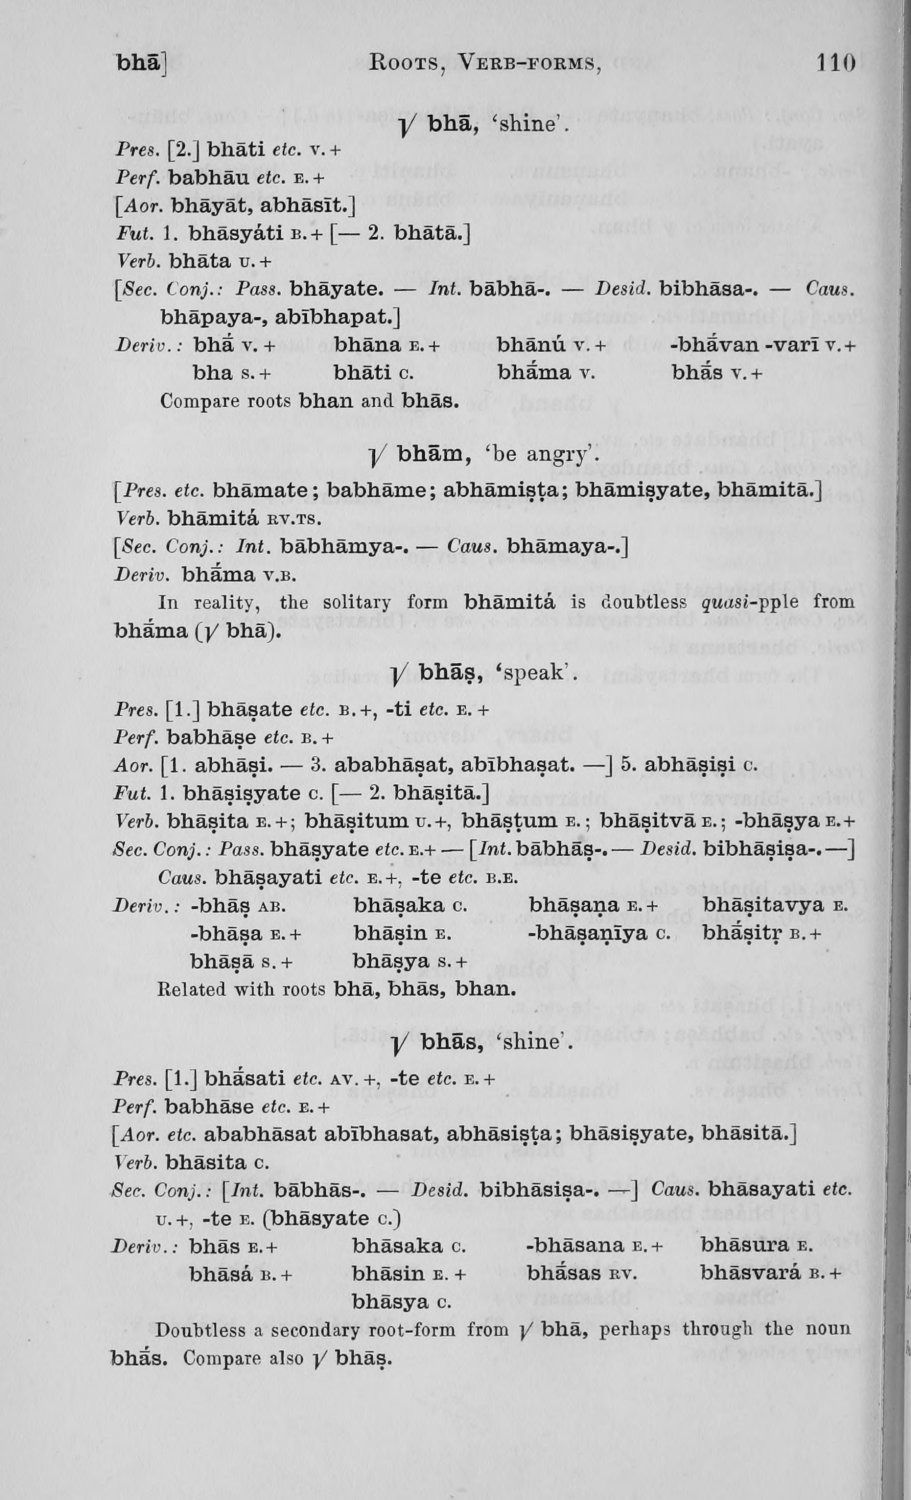 bhā]
ROOTS, VERB-FORMS,
110
√ bhā, ‘shine’.
Pres. [2.] bhāti etc. V.+
Perf. babhāu etc. E.+
[Aor. bhāyāt, abhāsīt.]
Fut. 1. bhāsyáti B.+ [— 2. bhātā.]
Verb. bhāta U.+
[Sec. Conj.: Pass. bhāyate. — Int. bābhā-. — Desid. bibhāsa-. — Caus.
bhāpaya-, abībhapat.]
Deriv.: bhā́ V.+ bhāna E.+ bhānú V.+ -bhā́van -varī V.+
bha S.+ bhāti C. bhā́ma V. bhā́s V.+
Compare roots bhan and bhās.
√ bhām, ‘be angry’.
[Pres. etc. bhāmate; babhāme; abhāmiṣṭa; bhāmiṣyate, bhāmitā.]
Verb. bhāmitá RV.TS.
[Sec. Conj.: Int. bābhāmya-. — Caus. bhāmaya-.]
Deriv. bhā́ma V.B.
In reality, the solitary form bhāmitá is doubtless quasi-pple from
bhā́ma (√ bhā).
√ bhāṣ, ‘speak’.
Pres. [1.] bhāṣate etc. B.+, -ti etc. E.+
Perf. babhāṣe etc. B.+
Aor. [1. abhāṣi. — 3. ababhāṣat, abībhaṣat. —] 5. abhāṣiṣi C.
Fut. 1. bhāṣiṣyate C. [— 2. bhāṣitā.]
Verb. bhāṣita E.+; bhāṣitum U.+, bhāṣṭum E.; bhāṣitvā E.; -bhāṣya E.+
Sec. Conj.: Pass. bhāṣyate etc. E.+ — [Int. bābhāṣ-. — Desid. bibhāṣiṣa-. —]
Caus. bhāṣayati etc. E.+, -te etc. B.E.
Deriv.: -bhāṣ AB. bhāṣaka C. bhāṣaṇa E.+ bhāṣitavya E.
-bhāṣa E.+ bhāṣin E. -bhāṣaṇīya C. bhā́ṣitṛ B.+
bhāṣā S.+ bhāṣya S.+
Related with roots bhā, bhās, bhan.
√ bhās, ‘shine’.
Pres. [1.] bhā́sati etc. AV.+, -te etc. E.+
Perf. babhāse etc. E.+
[Aor. etc. ababhāsat abībhasat, abhāsiṣṭa; bhāsiṣyate, bhāsitā.]
Verb. bhāsita C.
Sec. Conj.: [Int. bābhās-. — Desid. bibhāsiṣa-. —] Caus. bhāsayati etc.
U.+, -te E. (bhāsyate C.)
Deriv.: bhās E.+ bhāsaka C. -bhāsana E.+ bhāsura E.
bhāsá B.+ bhāsin E.+ bhā́sas RV. bhāsvará B.+
bhāsya C.
Doubtless a secondary root-form from √ bhā, perhaps through the noun
bhā́s. Compare also √ bhāṣ.